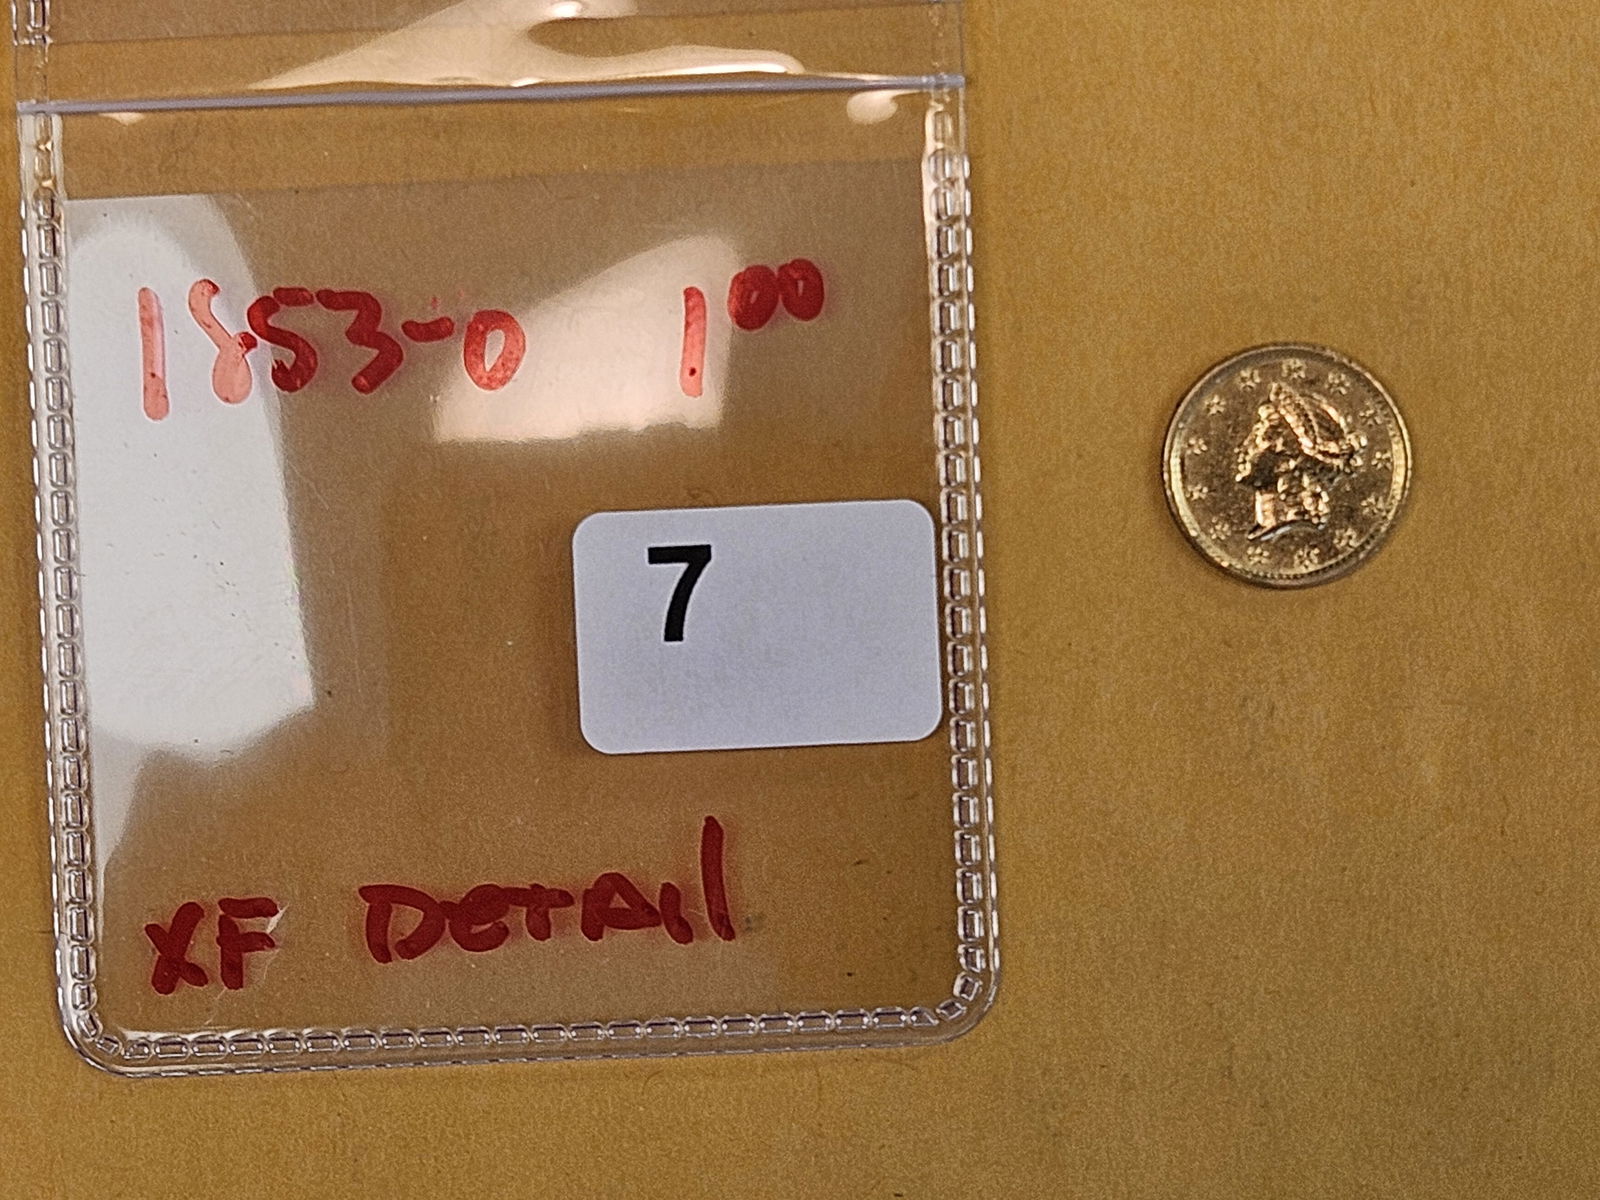 1853-O 1⁰⁰
7
XF DETAIL